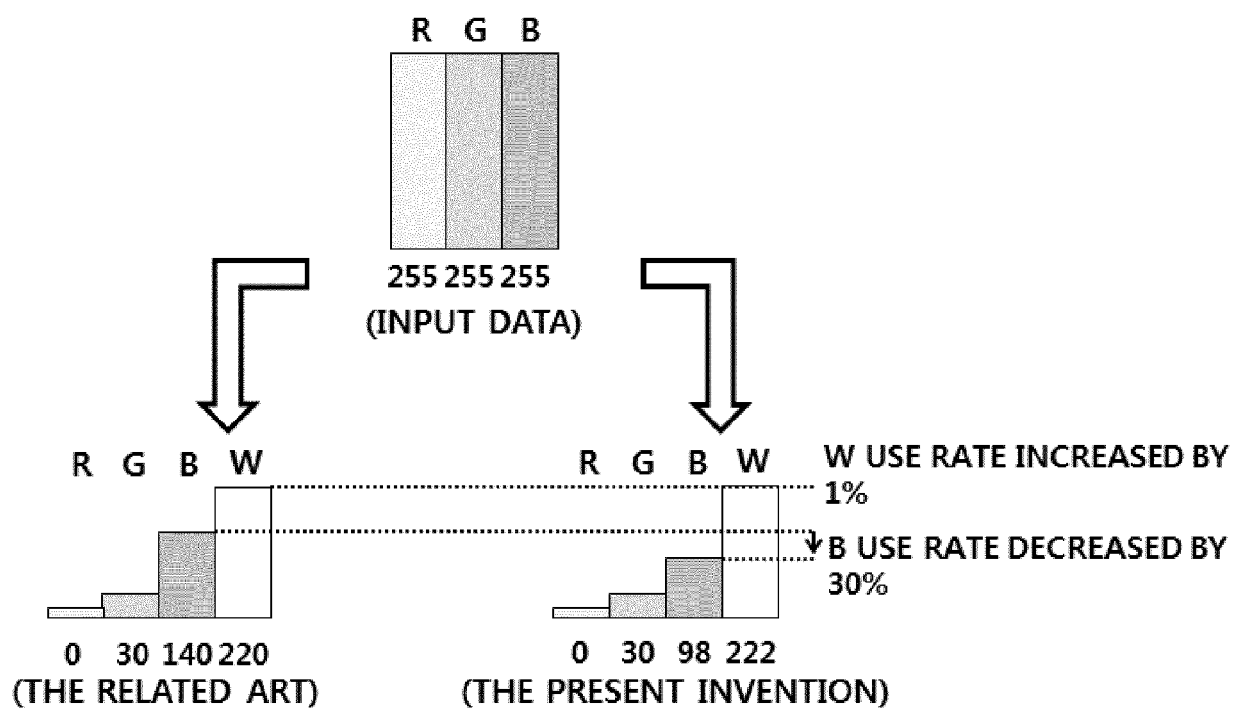 R G B
255 255 255
(INPUT DATA)
R G B W
R G B W
W USE RATE INCREASED BY
1%
B USE RATE DECREASED BY
30%
0 30 140 220
(THE RELATED ART)
0 30 98 222
(THE PRESENT INVENTION)